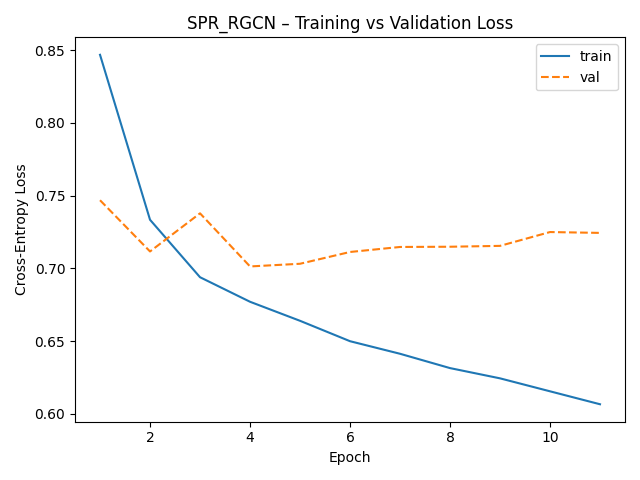 SPR_RGCN – Training vs Validation Loss
train
val
0.85
0.80
0.75
0.70
0.65
0.60
Cross-Entropy Loss
2
4
6
8
10
Epoch